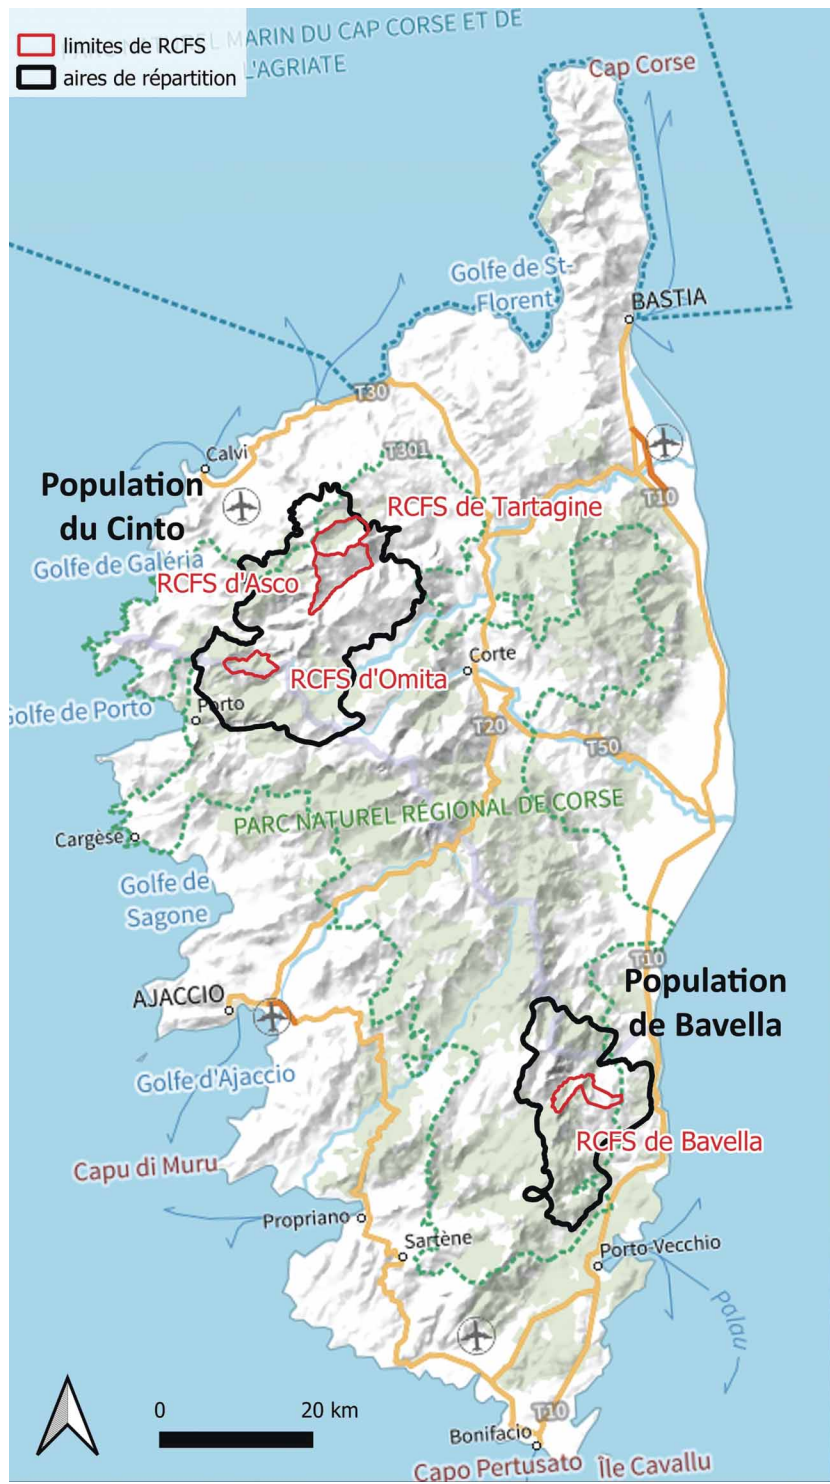 limites de RCFS
aires de répartition
NATUREL MARIN DU CAP CORSE ET DE
L'AGRIATE
Cap Corse
Golfe de St-
Florent
BASTIA
T30
Calvi
T301
Population
du Cinto
T10
RCFS de Tartagine
Golfe de Galéria
RCFS d'Asco
Corte
RCFS d'Omita
Golfe de Porto
Porto
T20
T50
PARC NATUREL RÉGIONAL DE CORSE
Cargèse
Golfe de
Sagone
T10
Population
de Bavella
AJACCIO
Golfe d'Ajaccio
RCFS de Bavella
Capu di Muru
Propriano
Sartène
Porto-Vecchio
Palau
0 20 km
T10
Bonifacio
Capo Pertusato
Île Cavallu